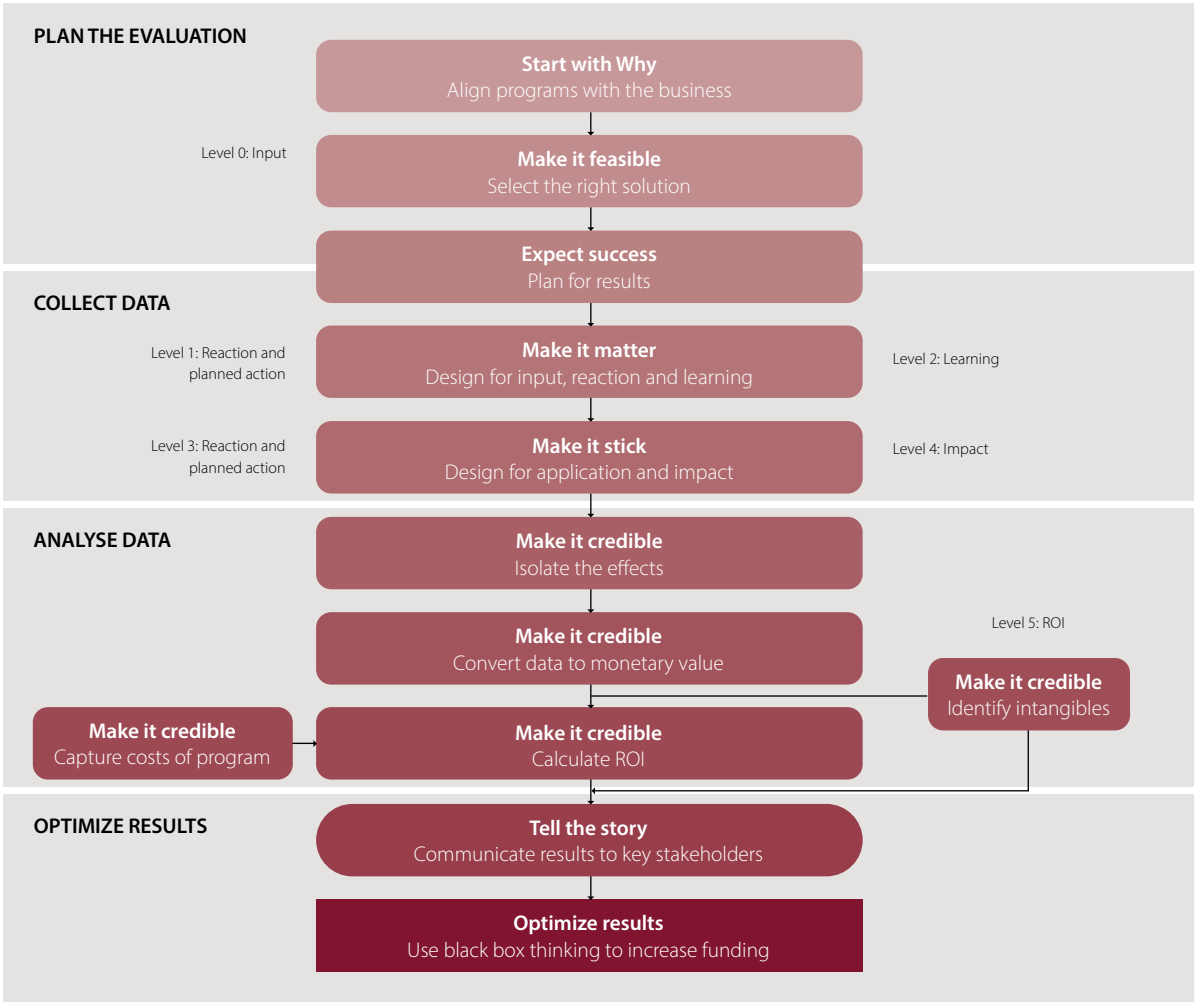 PLAN THE EVALUATION
Start with Why
Align programs with the business
Level 0: Input
Make it feasible
Select the right solution
Expect success
Plan for results
COLLECT DATA
Level 1: Reaction and
planned action
Make it matter
Design for input, reaction and learning
Level 2: Learning
Level 3: Reaction and
planned action
Make it stick
Design for application and impact
Level 4: Impact
ANALYSE DATA
Make it credible
Isolate the effects
Make it credible
Convert data to monetary value
Level 5: ROI
Make it credible
Identify intangibles
Make it credible
Capture costs of program
Make it credible
Calculate ROI
OPTIMIZE RESULTS
Tell the story
Communicate results to key stakeholders
Optimize results
Use black box thinking to increase funding